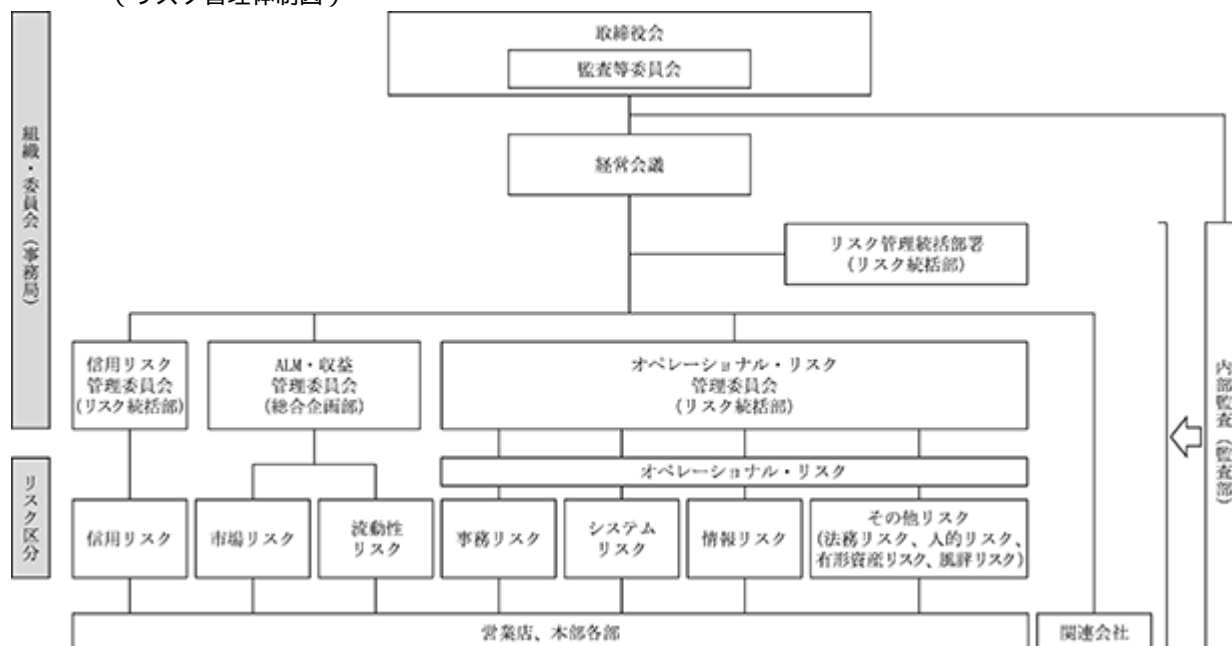 (リスク管理体制図)
取締役会
監査等委員会
経営会議
リスク管理統括部署
(リスク統括部)
組織・委員会(事務局)
信用リスク
管理委員会
(リスク統括部)
ALM・収益
管理委員会
(総合企画部)
オペレーショナル・リスク
管理委員会
(リスク統括部)
内部監査(監査部)
リスク区分
オペレーショナル・リスク
信用リスク
市場リスク
流動性
リスク
事務リスク
システム
リスク
情報リスク
その他リスク
(法務リスク、人的リスク、
有形資産リスク、風評リスク)
営業店、本部各部
関連会社